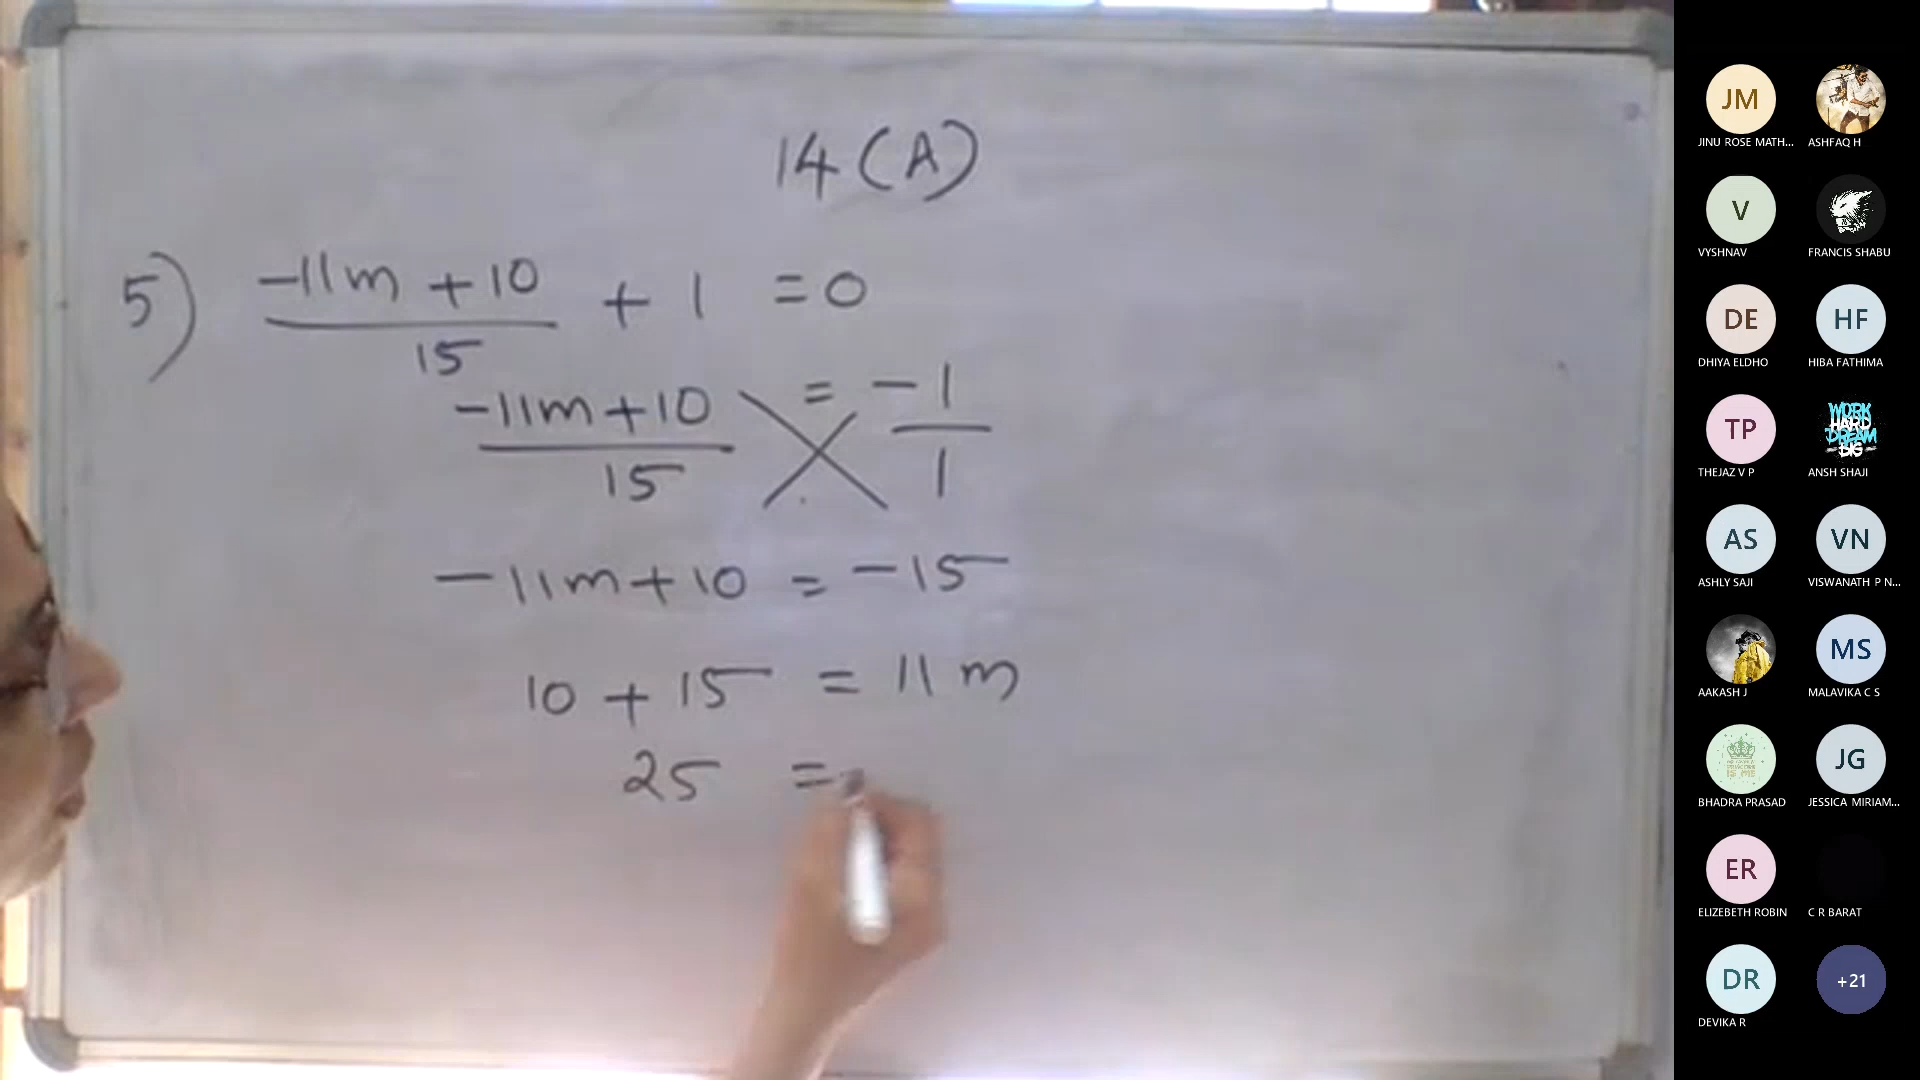 14 (A)
5) -11m + 10 / 15 + 1 = 0
-11m + 10 / 15 = -1 / 1
-11m + 10 = -15
10 + 15 = 11 m
25 =
JM
JINU ROSE MATH...
ASHFAQ H
V
VYSHNAV
FRANCIS SHABU
DE
DHIYA ELDHO
HF
HIBA FATHIMA
TP
THEJAZ V P
WORK
HARD
DREAM
BIG
ANSH SHAJI
AS
ASHLY SAJI
VN
VISWANATH P N...
AAKASH J
MS
MALAVIKA C S
BHADRA PRASAD
JG
JESSICA MIRIAM...
ER
ELIZEBETH ROBIN
C R BARAT
DR
DEVIKA R
+21